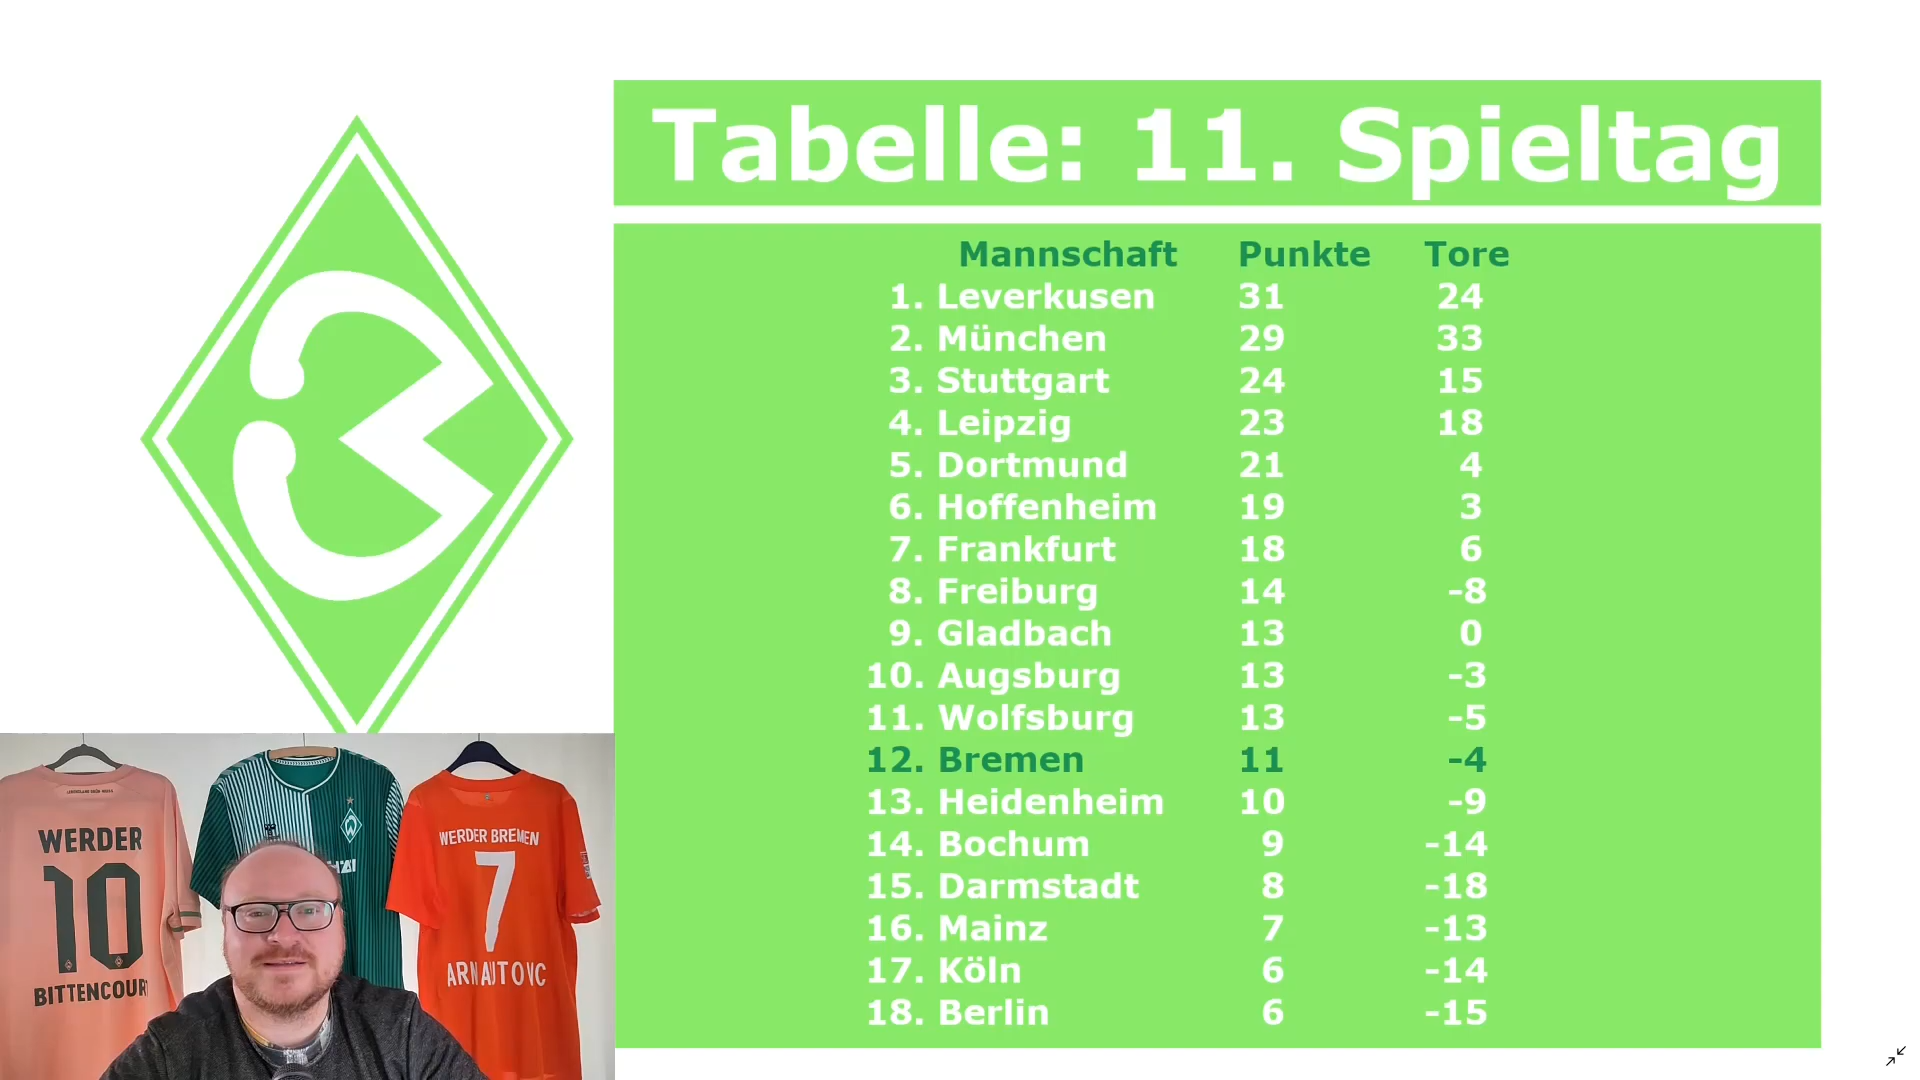 Tabelle: 11. Spieltag
Mannschaft Punkte Tore
1. Leverkusen 31 24
2. München 29 33
3. Stuttgart 24 15
4. Leipzig 23 18
5. Dortmund 21 4
6. Hoffenheim 19 3
7. Frankfurt 18 6
8. Freiburg 14 -8
9. Gladbach 13 0
10. Augsburg 13 -3
11. Wolfsburg 13 -5
12. Bremen 11 -4
13. Heidenheim 10 -9
14. Bochum 9 -14
15. Darmstadt 8 -18
16. Mainz 7 -13
17. Köln 6 -14
18. Berlin 6 -15
WERDER
10
BITTENCOURT
WERDER BREMEN
7
ARNAUTOVC